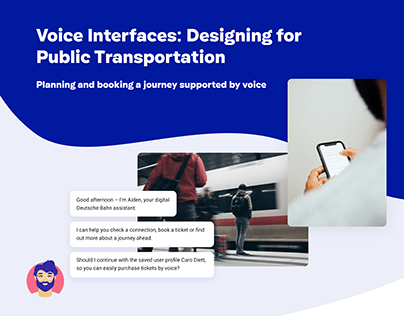 Voice Interfaces: Designing for
Public Transportation
Planning and booking a journey supported by voice
Good afternoon – I'm Aiden, your digital
Deutsche Bahn assistant.
I can help you check a connection, book a ticket or find
out more about a journey ahead.
Should I continue with the saved user profile Caro Diett,
so you can easily purchase tickets by voice?